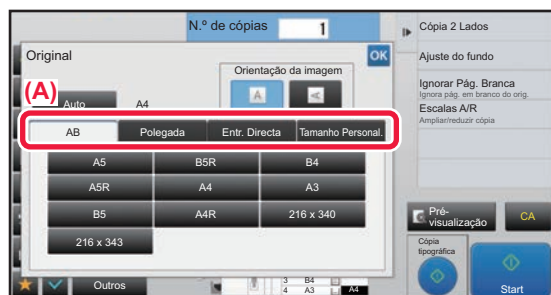 N.º de cópias 1
Cópia 2 Lados
Original
OK
Ajuste do fundo
Orientação da imagem
Ignorar Pág. Branca
Ignora pág. em branco do orig.
(A)
Auto A4
A A
Escalas A/R
Ampliar/reduzir cópia
AB Polegada Entr. Directa Tamanho Personal.
A5 B5R B4
A5R A4 A3
B5 A4R 216 x 340
Pré-
visualização
CA
216 x 343
Cópia
tipográfica
Outros
3 B4
4 A3 A4
Start